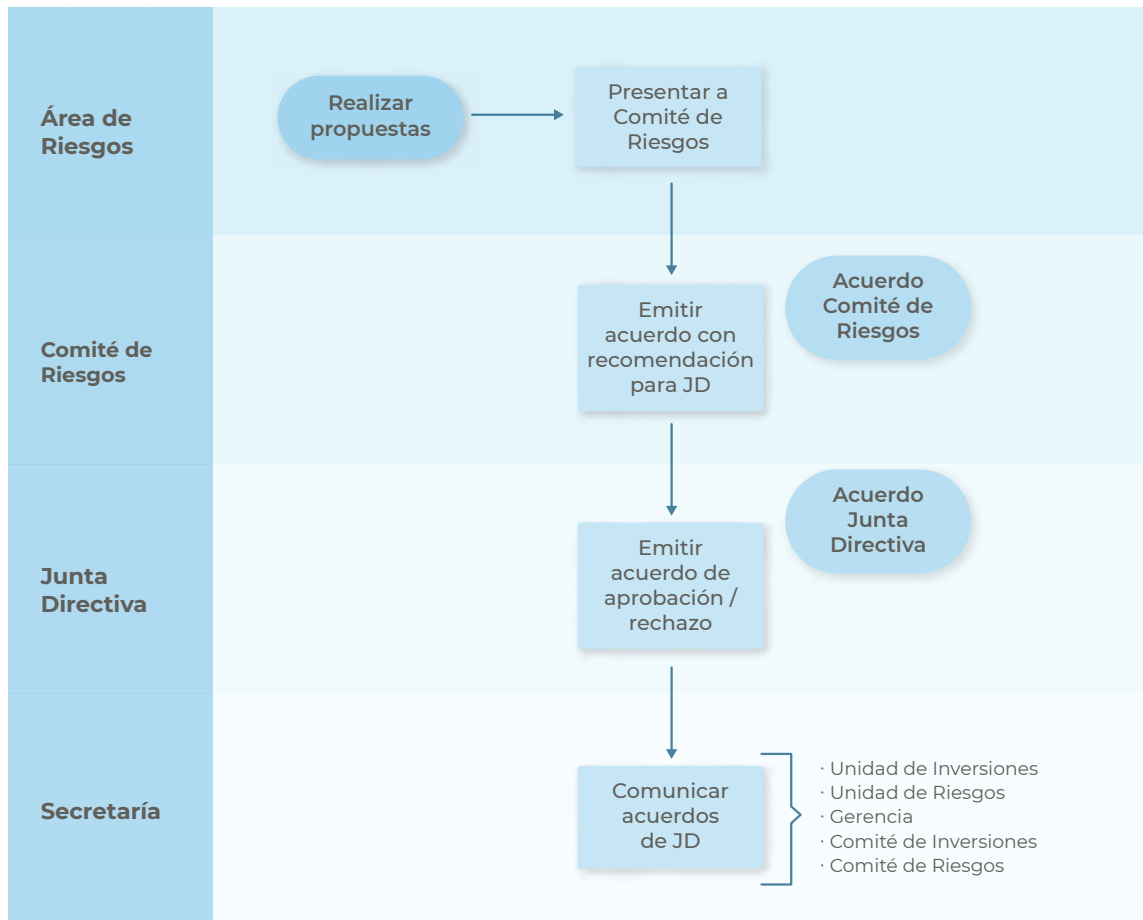 Área de
Riesgos
Realizar
propuestas
Presentar a
Comité de
Riesgos
Comité de
Riesgos
Emitir
acuerdo con
recomendación
para JD
Acuerdo
Comité de
Riesgos
Junta
Directiva
Emitir
acuerdo de
aprobación /
rechazo
Acuerdo
Junta
Directiva
Secretaría
Comunicar
acuerdos
de JD
· Unidad de Inversiones
· Unidad de Riesgos
· Gerencia
· Comité de Inversiones
· Comité de Riesgos